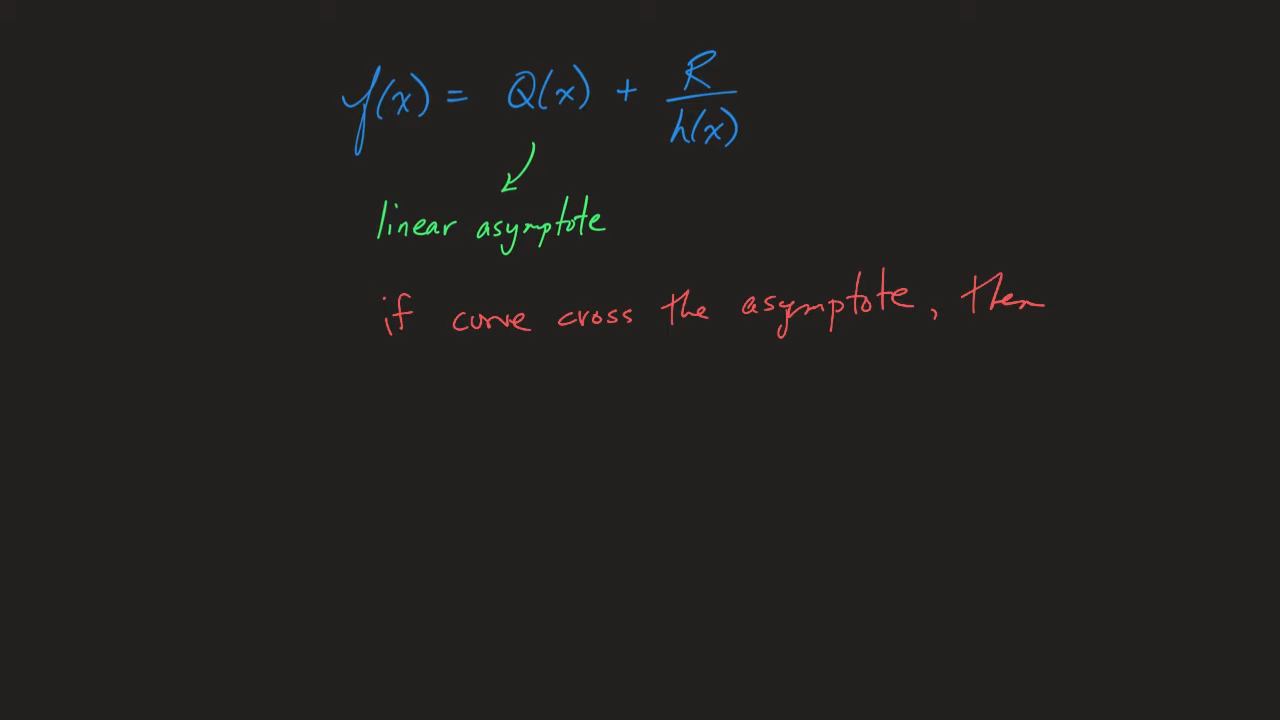 f(x) = Q(x) + R/h(x)
linear asymptote
if curve cross the asymptote, then